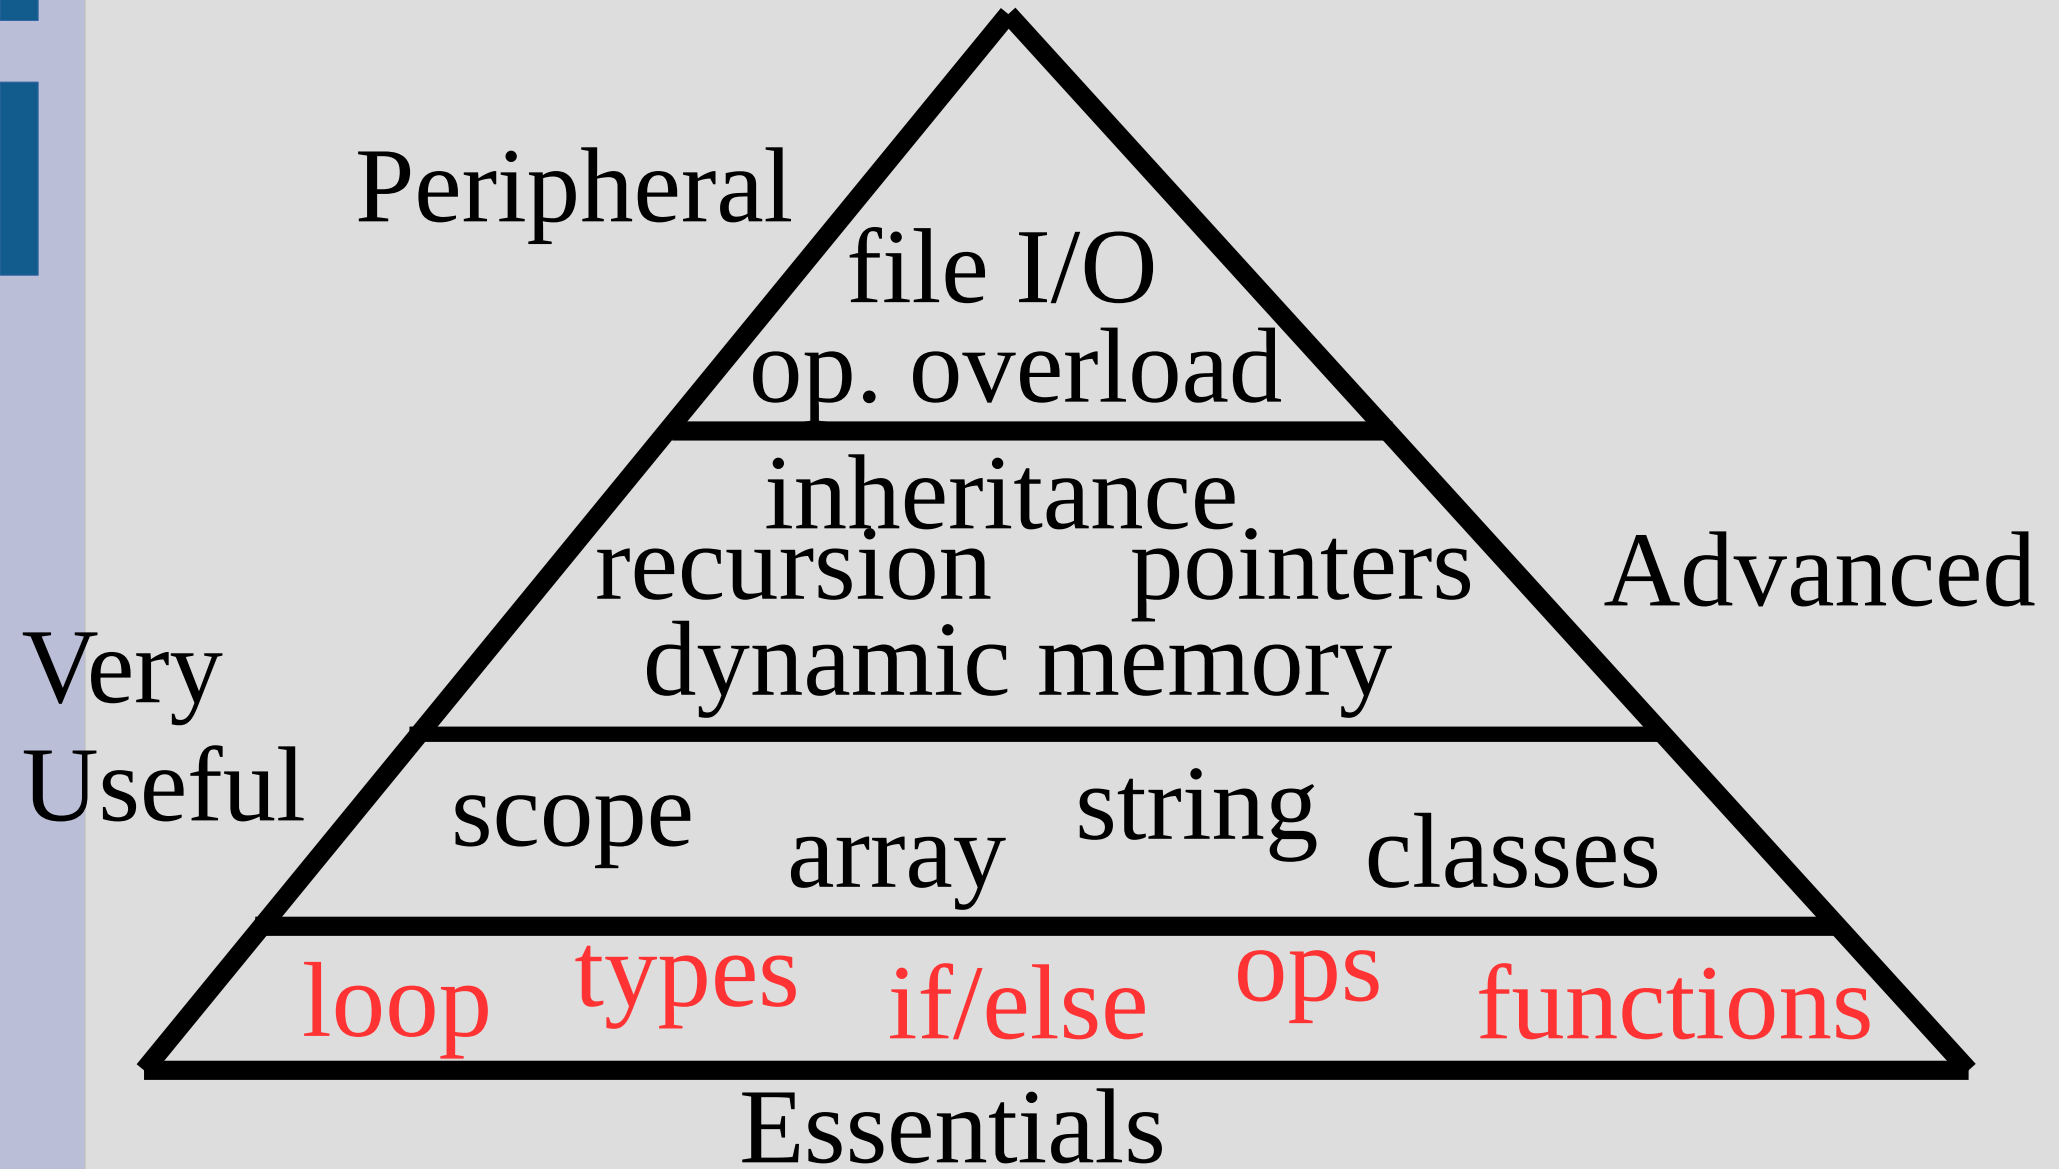 Peripheral
file I/O
op. overload
inheritance
recursion pointers
Advanced
dynamic memory
Very
Useful
scope array string classes
loop types if/else ops functions
Essentials